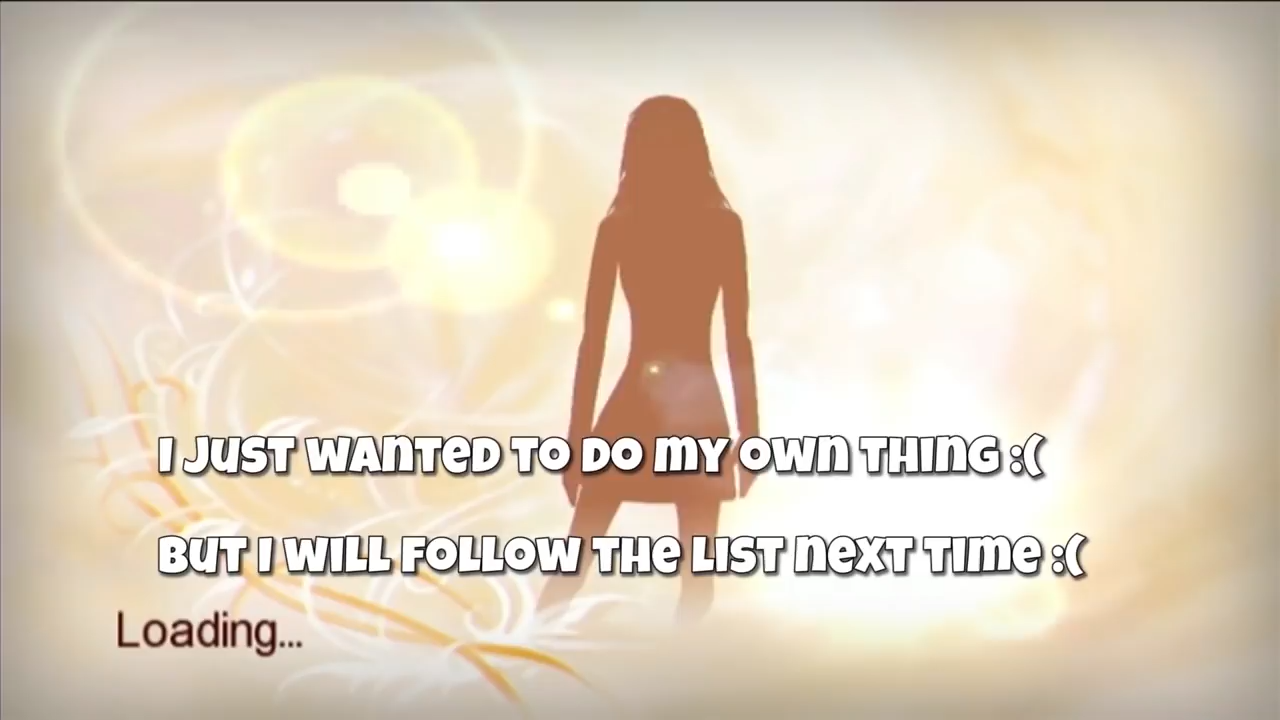 I JUST WANTED TO DO MY OWN THING :(
BUT I WILL FOLLOW THE LIST NEXT TIME :(
Loading...